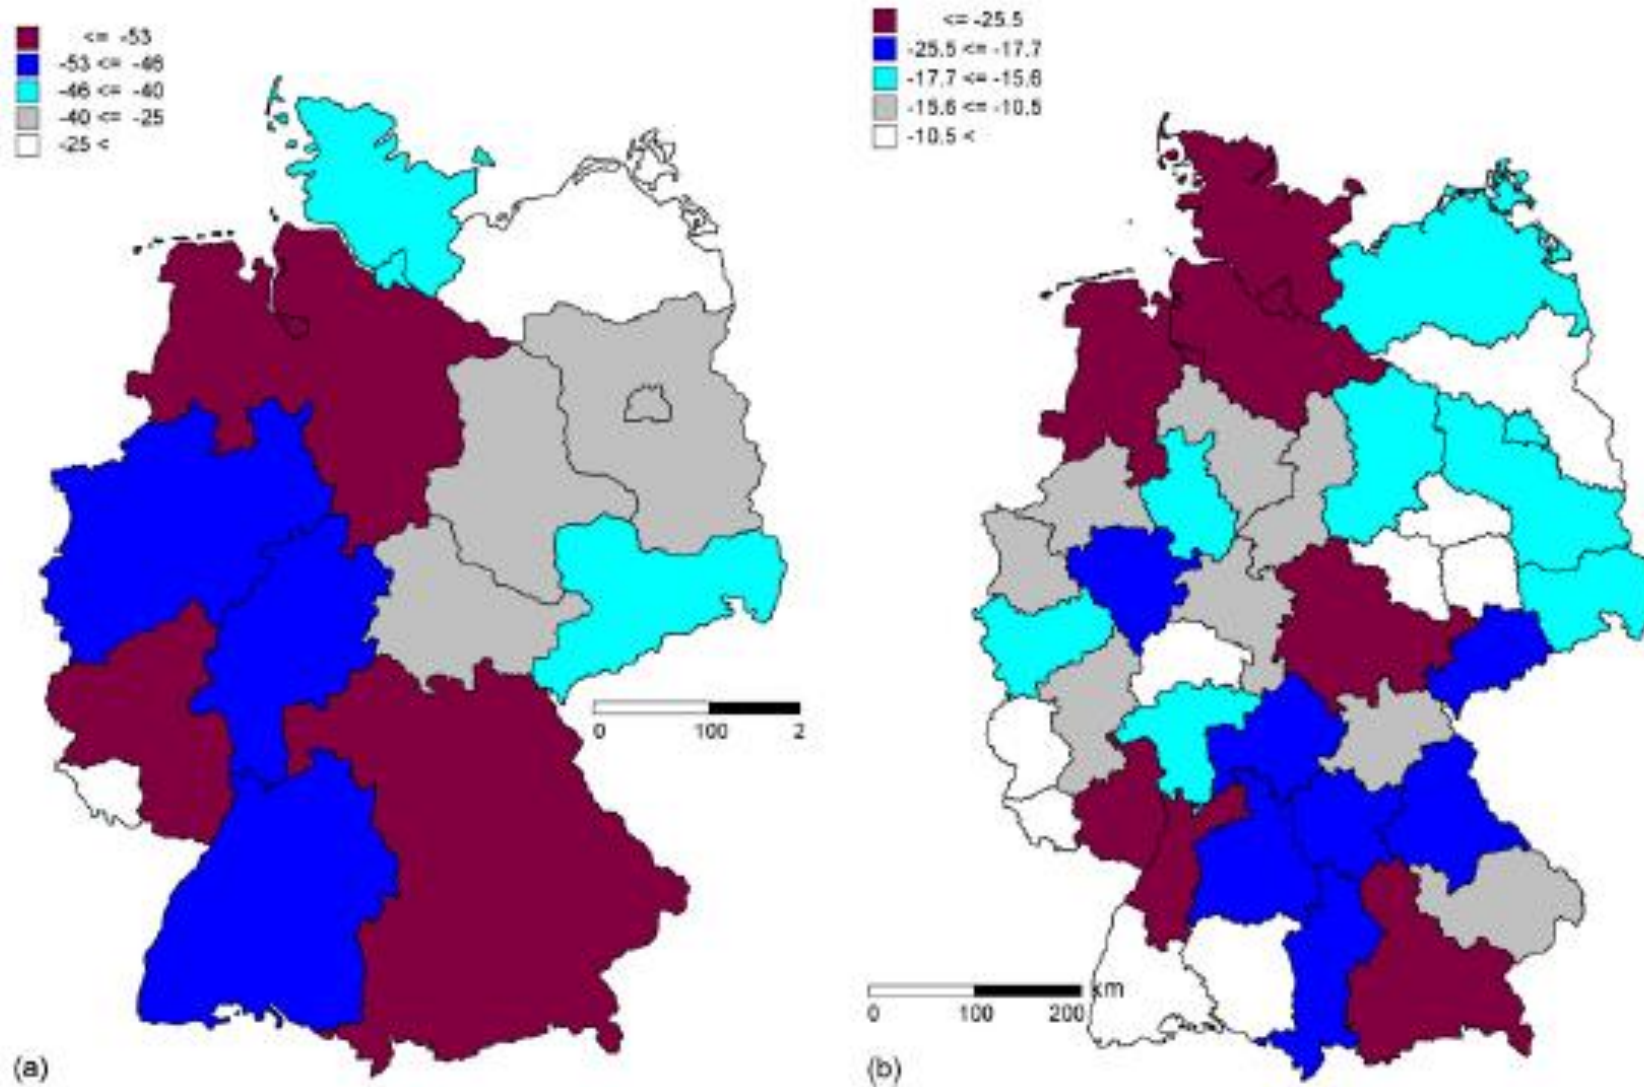 <= -53
-53 <= -46
-46 <= -40
-40 <= -25
-25 <
0 100 2
(a)
<= -25.5
-25.5 <= -17.7
-17.7 <= -15.6
-15.6 <= -10.5
-10.5 <
km
0 100 200
(b)